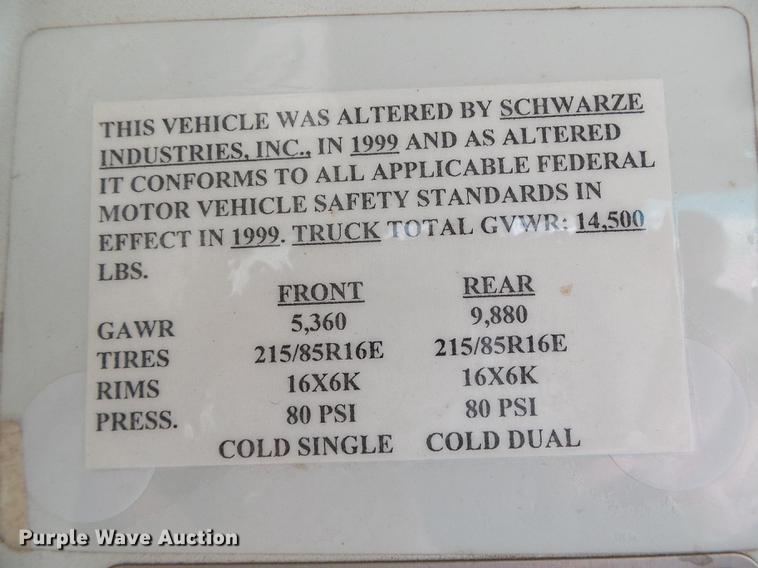 THIS VEHICLE WAS ALTERED BY SCHWARZE
INDUSTRIES, INC., IN 1999 AND AS ALTERED
IT CONFORMS TO ALL APPLICABLE FEDERAL
MOTOR VEHICLE SAFETY STANDARDS IN
EFFECT IN 1999. TRUCK TOTAL GVWR: 14,500
LBS.
FRONT REAR
GAWR 5,360 9,880
TIRES 215/85R16E 215/85R16E
RIMS 16X6K 16X6K
PRESS. 80 PSI 80 PSI
COLD SINGLE COLD DUAL
Purple Wave Auction